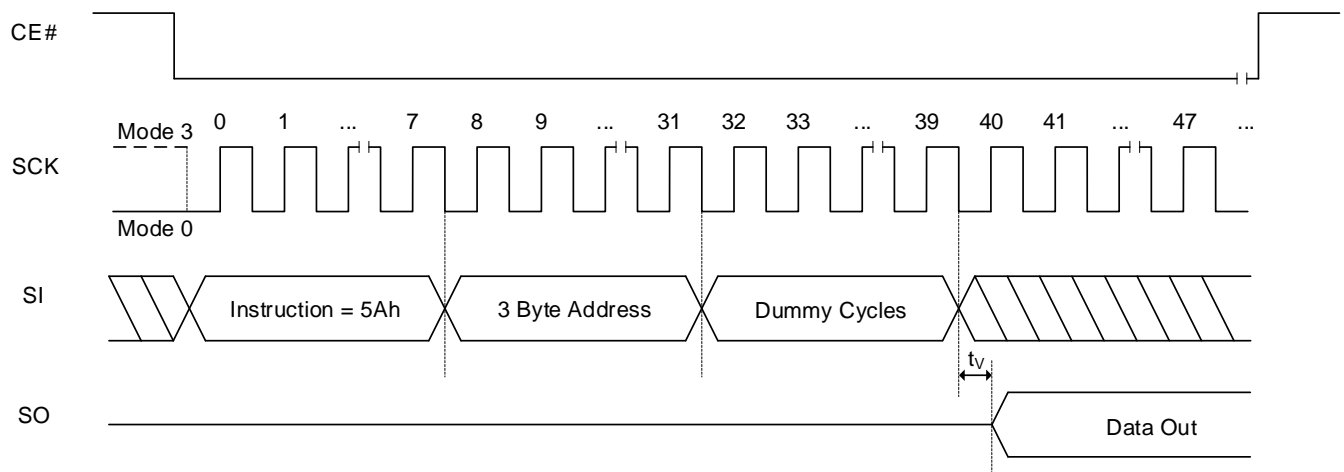 CE#
0 1 ... 7 8 9 ... 31 32 33 ... 39 40 41 ... 47 ...
Mode 3
SCK
Mode 0
SI
Instruction = 5Ah
3 Byte Address
Dummy Cycles
tV
SO
Data Out